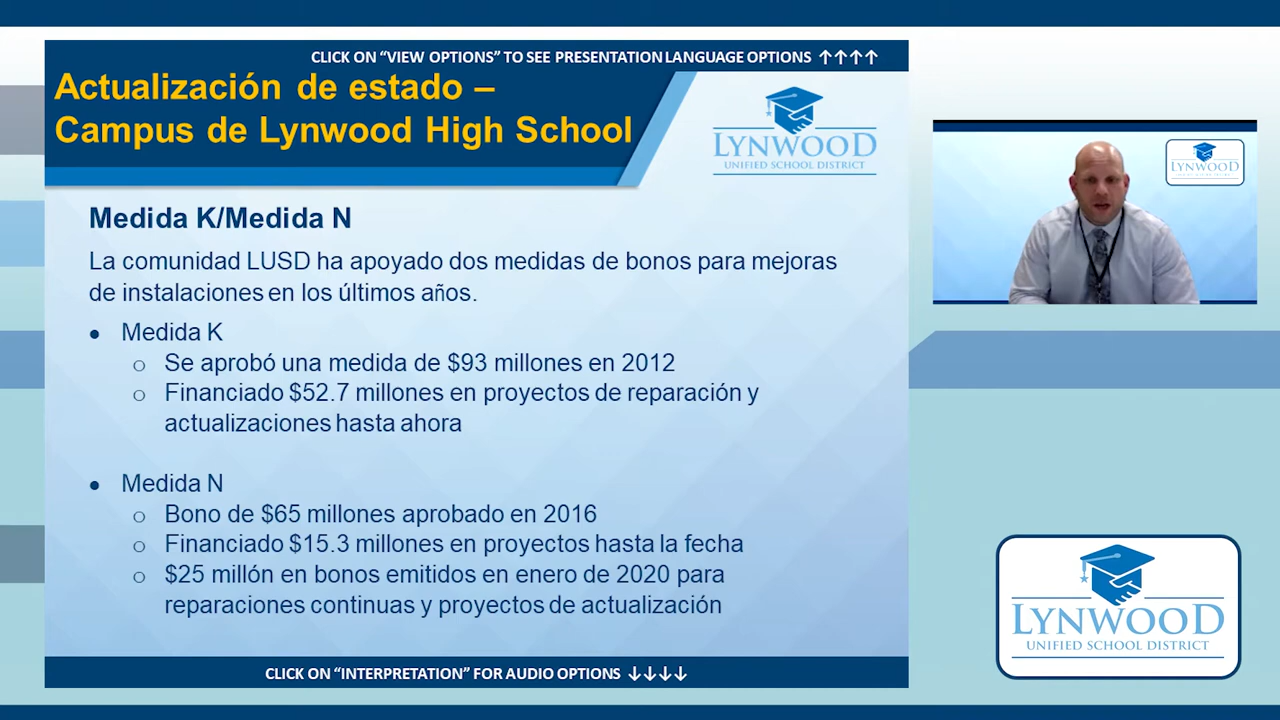 CLICK ON “VIEW OPTIONS” TO SEE PRESENTATION LANGUAGE OPTIONS ↑↑↑↑
Actualización de estado –
Campus de Lynwood High School
LYNWOOD
UNIFIED SCHOOL DISTRICT
LYNWOOD
Medida K/Medida N
La comunidad LUSD ha apoyado dos medidas de bonos para mejoras
de instalaciones en los últimos años.
• Medida K
o Se aprobó una medida de $93 millones en 2012
o Financiado $52.7 millones en proyectos de reparación y
actualizaciones hasta ahora
• Medida N
o Bono de $65 millones aprobado en 2016
o Financiado $15.3 millones en proyectos hasta la fecha
o $25 millón en bonos emitidos en enero de 2020 para
reparaciones continuas y proyectos de actualización
LYNWOOD
UNIFIED SCHOOL DISTRICT
CLICK ON “INTERPRETATION” FOR AUDIO OPTIONS ↓↓↓↓